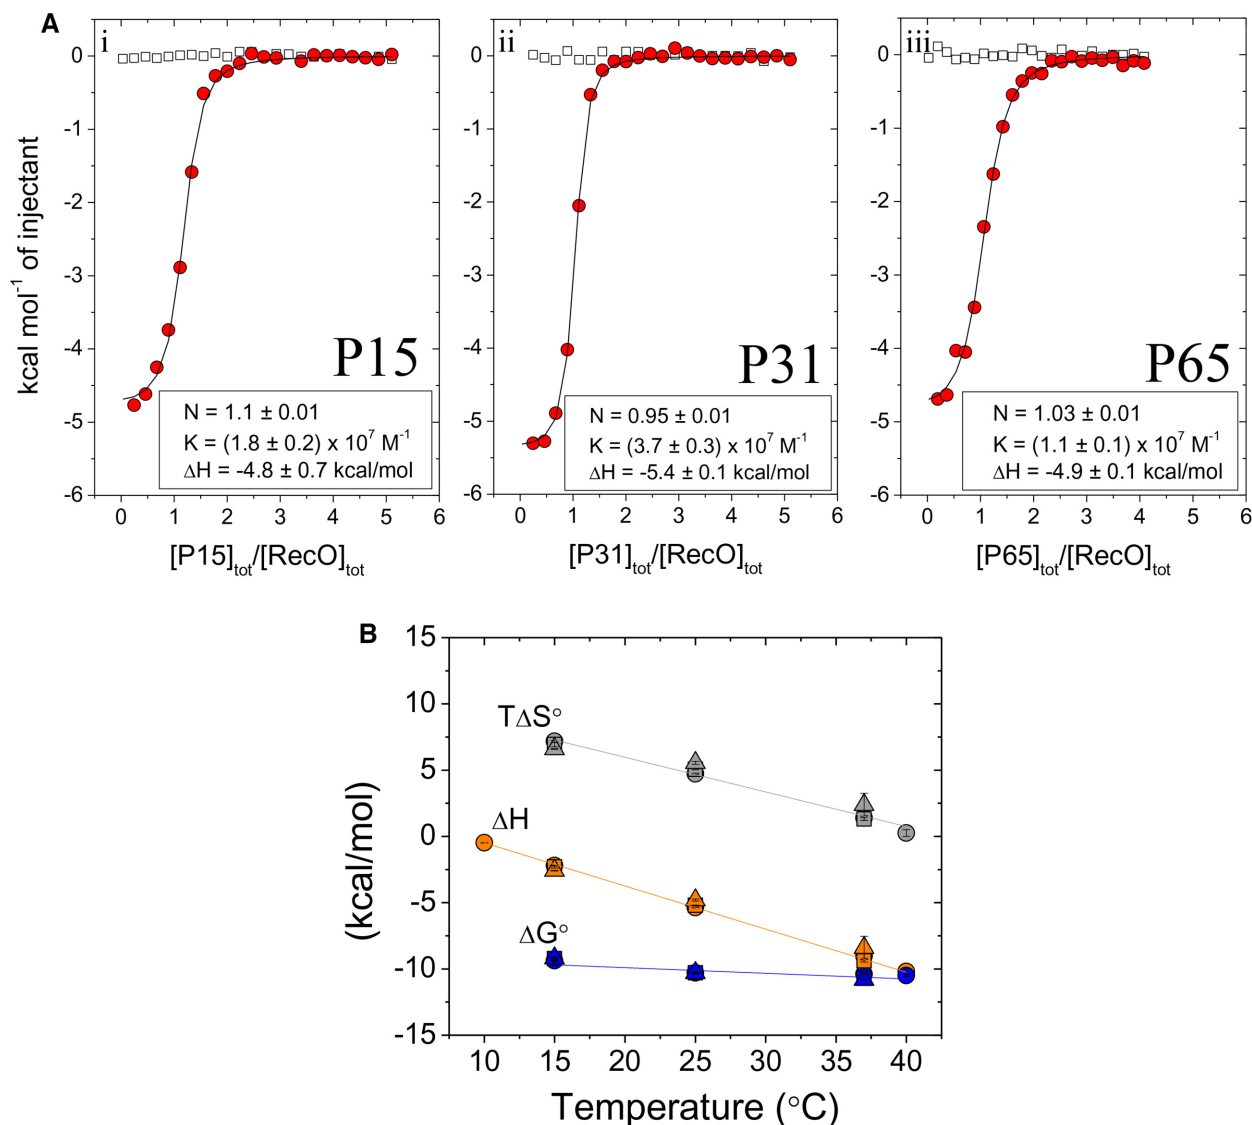 A
i
ii
iii
kcal mol⁻¹ of injectant
0
-1
-2
-3
-4
-5
-6
P15
N = 1.1 ± 0.01
K = (1.8 ± 0.2) x 10⁷ M⁻¹
ΔH = -4.8 ± 0.7 kcal/mol
0 1 2 3 4 5 6
[P15]tot/[RecO]tot
0
-1
-2
-3
-4
-5
-6
P31
N = 0.95 ± 0.01
K = (3.7 ± 0.3) x 10⁷ M⁻¹
ΔH = -5.4 ± 0.1 kcal/mol
0 1 2 3 4 5 6
[P31]tot/[RecO]tot
0
-1
-2
-3
-4
-5
-6
P65
N = 1.03 ± 0.01
K = (1.1 ± 0.1) x 10⁷ M⁻¹
ΔH = -4.9 ± 0.1 kcal/mol
0 1 2 3 4 5 6
[P65]tot/[RecO]tot
B
(kcal/mol)
15
10
5
0
-5
-10
-15
TΔS°
ΔH
ΔG°
10 15 20 25 30 35 40
Temperature (°C)